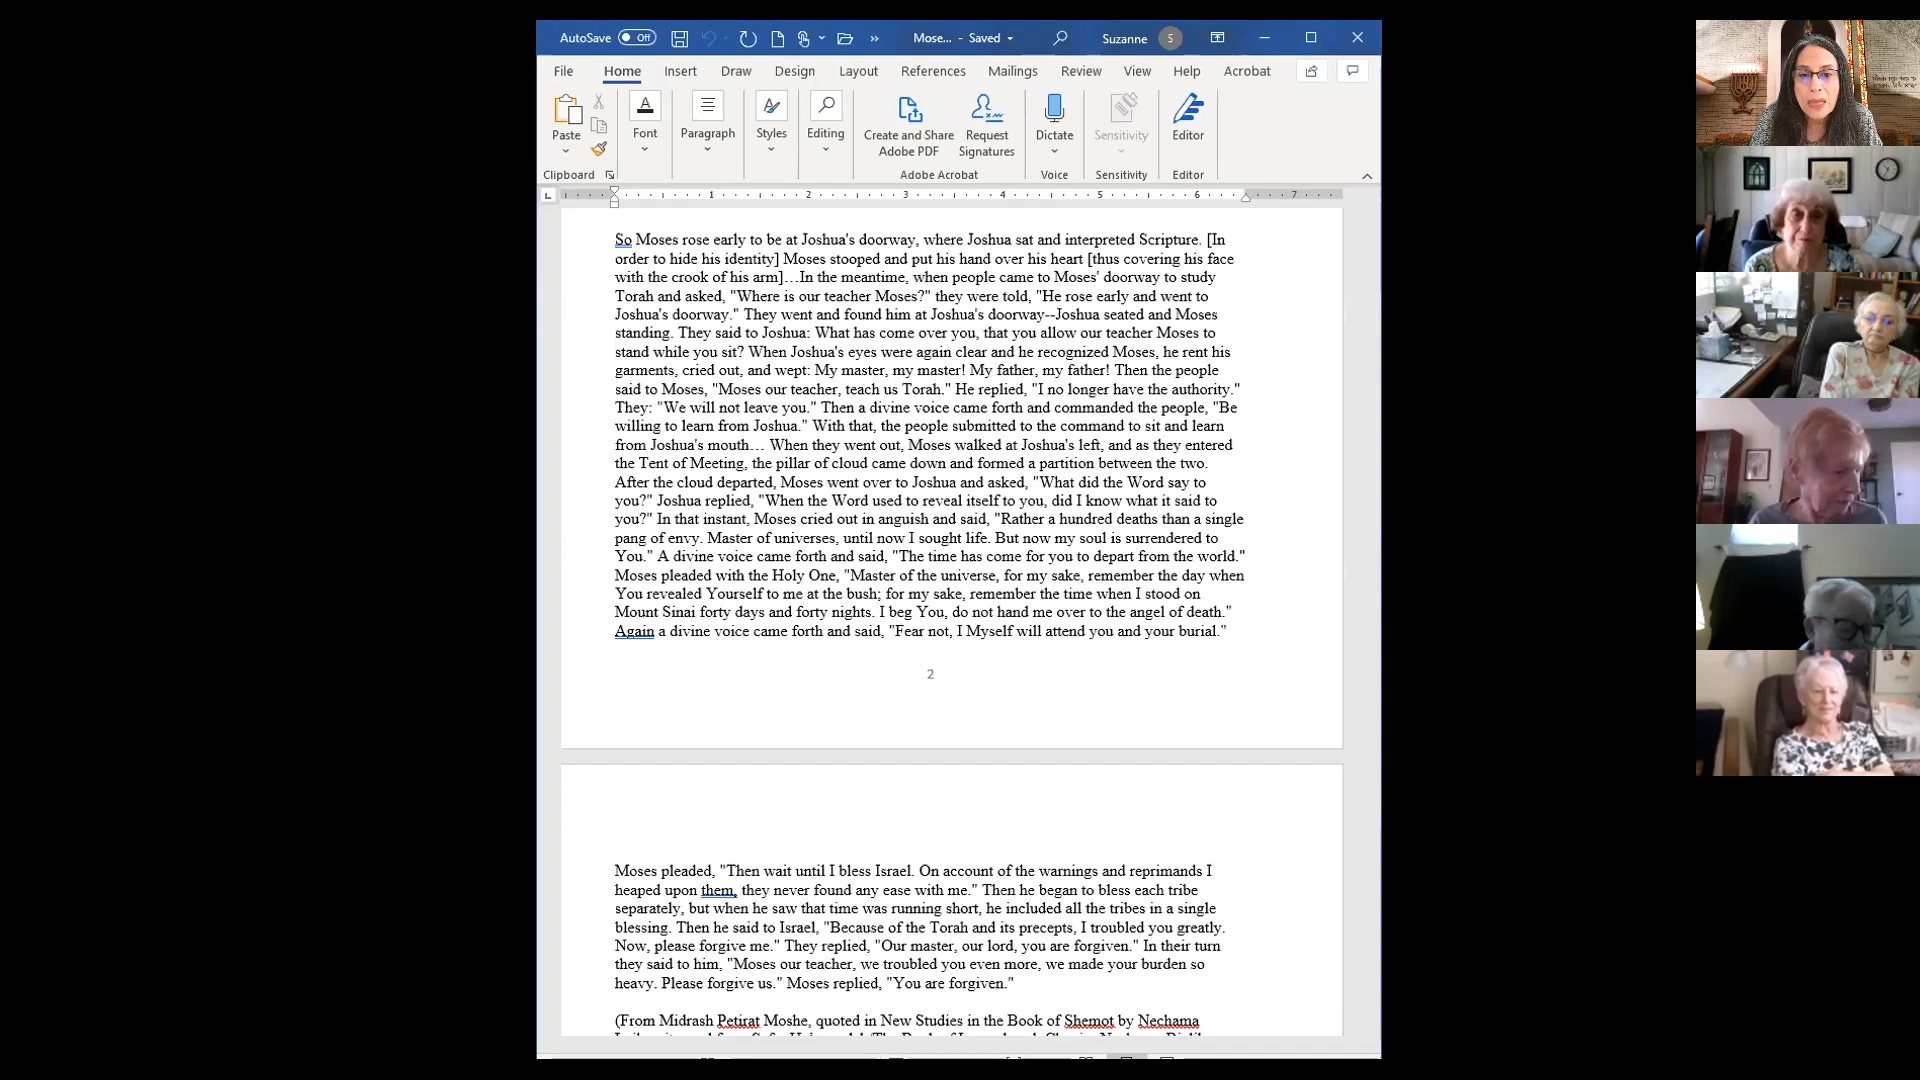 AutoSave Off Mose... - Saved Suzanne S
File Home Insert Draw Design Layout References Mailings Review View Help Acrobat
Paste Font Paragraph Styles Editing Create and Share Adobe PDF Request Signatures Dictate Sensitivity Editor
Clipboard Adobe Acrobat Voice Sensitivity Editor
1 2 3 4 5 6 7
So Moses rose early to be at Joshua's doorway, where Joshua sat and interpreted Scripture. [In
order to hide his identity] Moses stooped and put his hand over his heart [thus covering his face
with the crook of his arm]…In the meantime, when people came to Moses' doorway to study
Torah and asked, "Where is our teacher Moses?" they were told, "He rose early and went to
Joshua's doorway." They went and found him at Joshua's doorway--Joshua seated and Moses
standing. They said to Joshua: What has come over you, that you allow our teacher Moses to
stand while you sit? When Joshua's eyes were again clear and he recognized Moses, he rent his
garments, cried out, and wept: My master, my master! My father, my father! Then the people
said to Moses, "Moses our teacher, teach us Torah." He replied, "I no longer have the authority."
They: "We will not leave you." Then a divine voice came forth and commanded the people, "Be
willing to learn from Joshua." With that, the people submitted to the command to sit and learn
from Joshua's mouth… When they went out, Moses walked at Joshua's left, and as they entered
the Tent of Meeting, the pillar of cloud came down and formed a partition between the two.
After the cloud departed, Moses went over to Joshua and asked, "What did the Word say to
you?" Joshua replied, "When the Word used to reveal itself to you, did I know what it said to
you?" In that instant, Moses cried out in anguish and said, "Rather a hundred deaths than a single
pang of envy. Master of universes, until now I sought life. But now my soul is surrendered to
You." A divine voice came forth and said, "The time has come for you to depart from the world."
Moses pleaded with the Holy One, "Master of the universe, for my sake, remember the day when
You revealed Yourself to me at the bush; for my sake, remember the time when I stood on
Mount Sinai forty days and forty nights. I beg You, do not hand me over to the angel of death."
Again a divine voice came forth and said, "Fear not, I Myself will attend you and your burial."
2
Moses pleaded, "Then wait until I bless Israel. On account of the warnings and reprimands I
heaped upon them, they never found any ease with me." Then he began to bless each tribe
separately, but when he saw that time was running short, he included all the tribes in a single
blessing. Then he said to Israel, "Because of the Torah and its precepts, I troubled you greatly.
Now, please forgive me." They replied, "Our master, our lord, you are forgiven." In their turn
they said to him, "Moses our teacher, we troubled you even more, we made your burden so
heavy. Please forgive us." Moses replied, "You are forgiven."
(From Midrash Petirat Moshe, quoted in New Studies in the Book of Shemot by Nechama